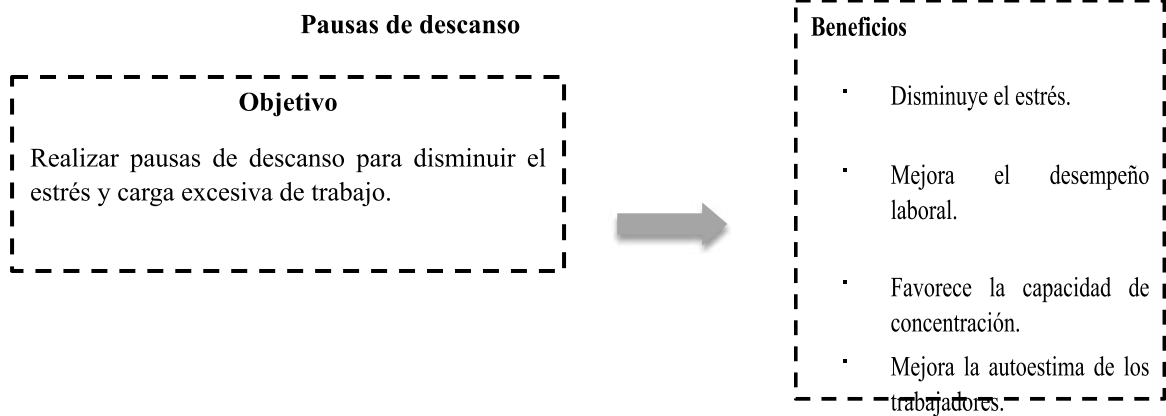 Pausas de descanso
Objetivo
Realizar pausas de descanso para disminuir el
estrés y carga excesiva de trabajo.
Beneficios
▪ Disminuye el estrés.
▪ Mejora el desempeño
laboral.
▪ Favorece la capacidad de
concentración.
▪ Mejora la autoestima de los
trabajadores.